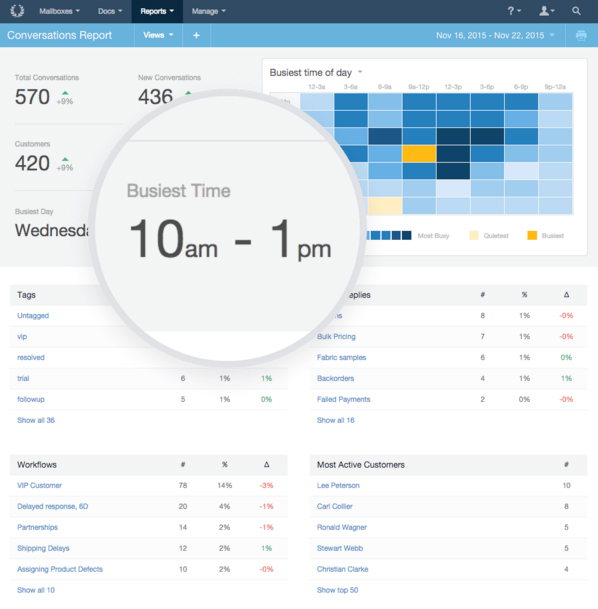 Mailboxes Docs Reports Manage ?
Conversations Report Views + Nov 16, 2015 - Nov 22, 2015
Total Conversations New Conversations
570 +9% 436
Customers
420 +9%
Busiest Day
Wednesd
Busiest Time
10am - 1pm
Busiest time of day
12-3a 3-6a 6-9a 9a-12p 12-3p 3-6p 6-9p 9p-12a
Most Busy Quietest Busiest
Tags
Untagged
vip
resolved
trial 6 1% 1%
followup 5 1% 0%
Show all 36
eplies # % Δ
8 1% -0%
Bulk Pricing 7 1% -0%
Fabric samples 6 1% 0%
Backorders 4 1% 1%
Failed Payments 2 0% -0%
Show all 16
Workflows # % Δ
VIP Customer 78 14% -3%
Delayed response, 6D 20 4% -1%
Partnerships 14 2% -1%
Shipping Delays 12 2% 1%
Assigning Product Defects 10 2% -0%
Show all 10
Most Active Customers #
Lee Peterson 10
Carl Collier 8
Ronald Wagner 5
Stewart Webb 5
Christian Clarke 4
Show top 50